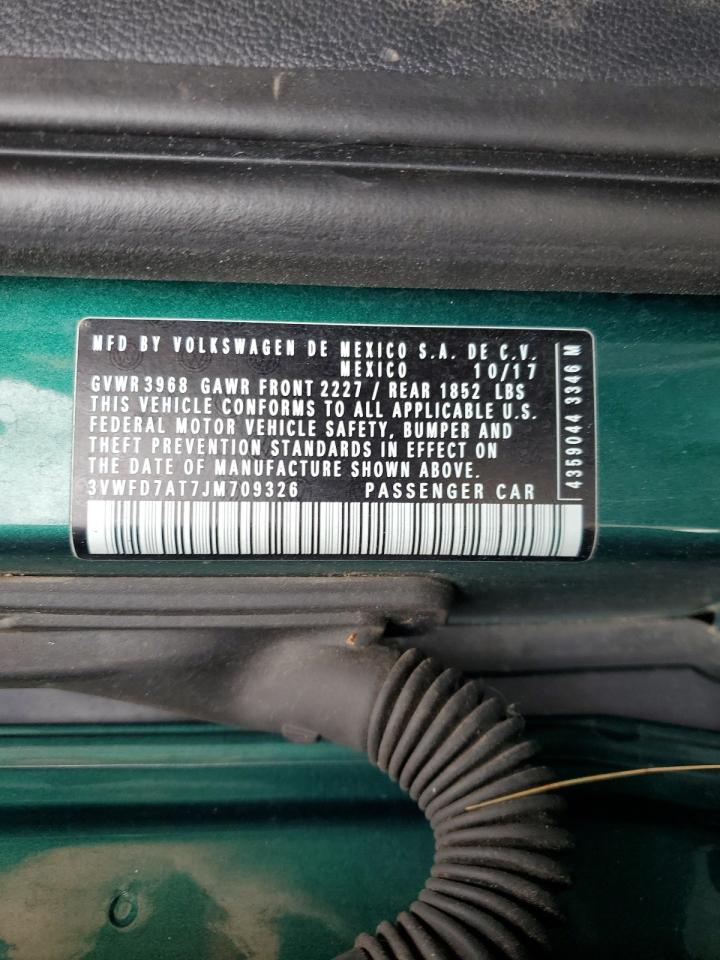 MFD BY VOLKSWAGEN DE MEXICO S.A. DE C.V.
MEXICO 10/17
GVWR 3968 GAWR FRONT 2227 / REAR 1852 LBS
THIS VEHICLE CONFORMS TO ALL APPLICABLE U.S.
FEDERAL MOTOR VEHICLE SAFETY, BUMPER AND
THEFT PREVENTION STANDARDS IN EFFECT ON
THE DATE OF MANUFACTURE SHOWN ABOVE.
3VWFD7AT7JM709326 PASSENGER CAR
4359044 3346 M